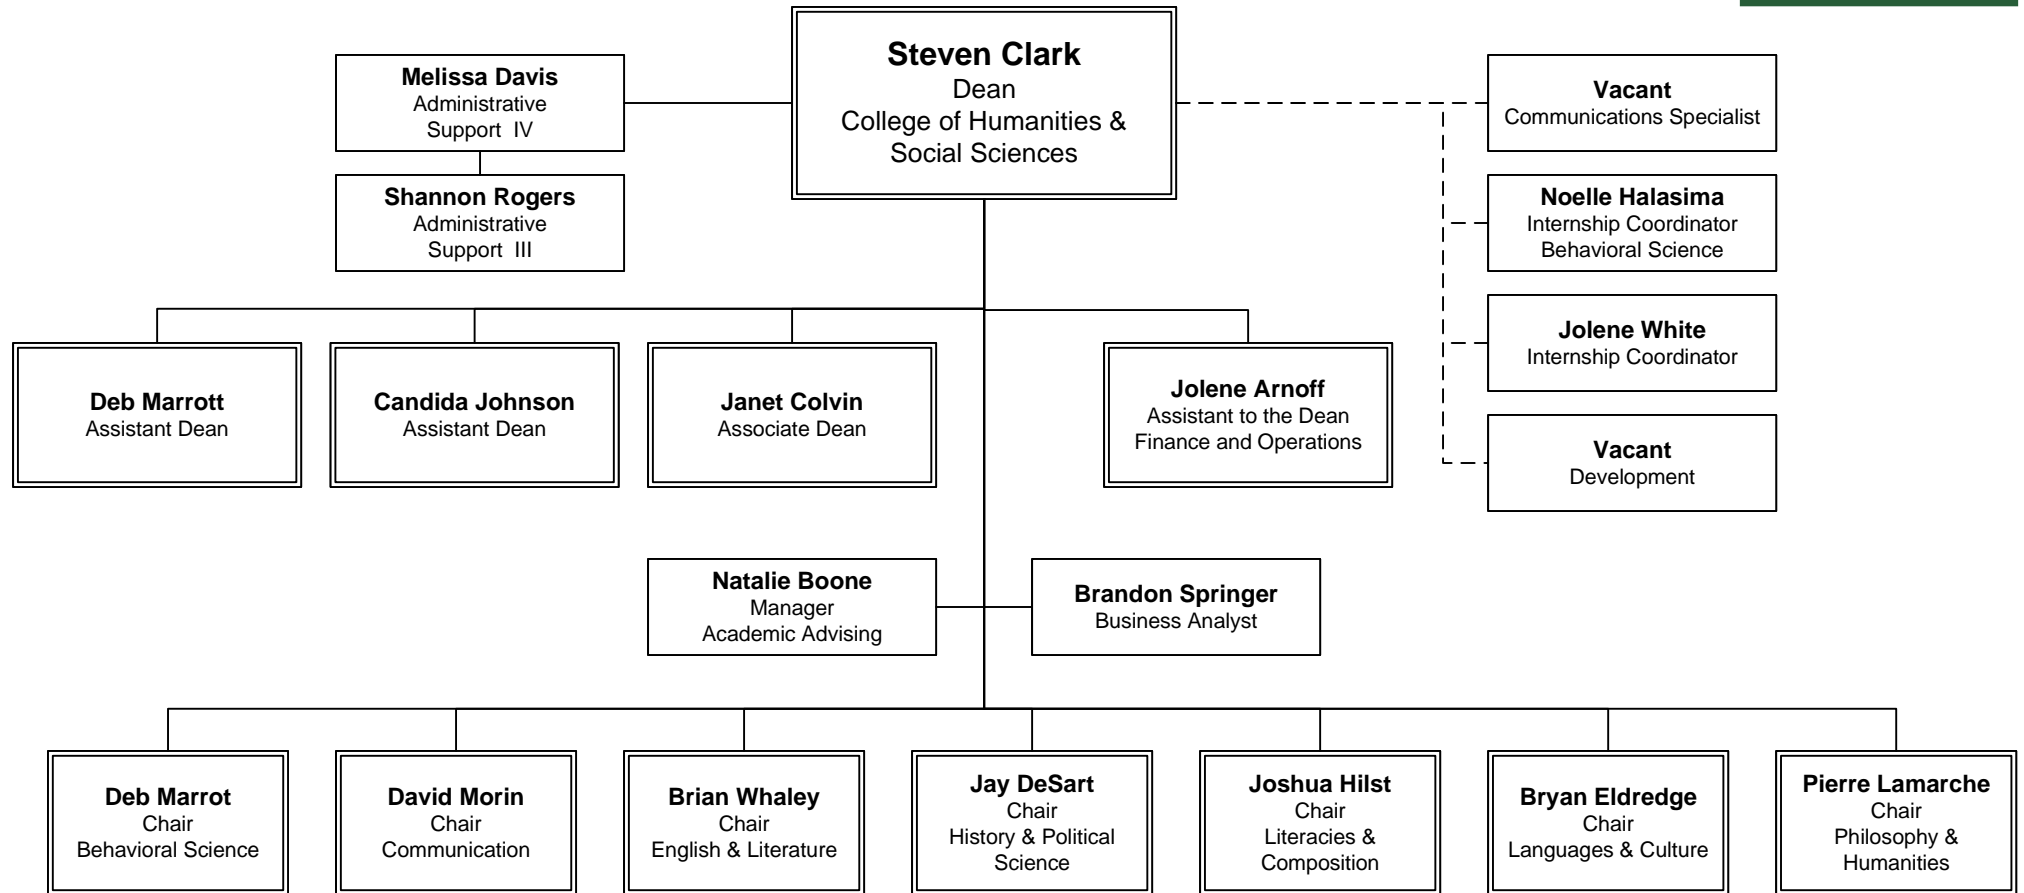 Steven Clark
Dean
College of Humanities &
Social Sciences
Melissa Davis
Administrative
Support IV
Shannon Rogers
Administrative
Support III
Vacant
Communications Specialist
Noelle Halasima
Internship Coordinator
Behavioral Science
Jolene White
Internship Coordinator
Vacant
Development
Deb Marrott
Assistant Dean
Candida Johnson
Assistant Dean
Janet Colvin
Associate Dean
Jolene Arnoff
Assistant to the Dean
Finance and Operations
Natalie Boone
Manager
Academic Advising
Brandon Springer
Business Analyst
Deb Marrot
Chair
Behavioral Science
David Morin
Chair
Communication
Brian Whaley
Chair
English & Literature
Jay DeSart
Chair
History & Political
Science
Joshua Hilst
Chair
Literacies &
Composition
Bryan Eldredge
Chair
Languages & Culture
Pierre Lamarche
Chair
Philosophy &
Humanities